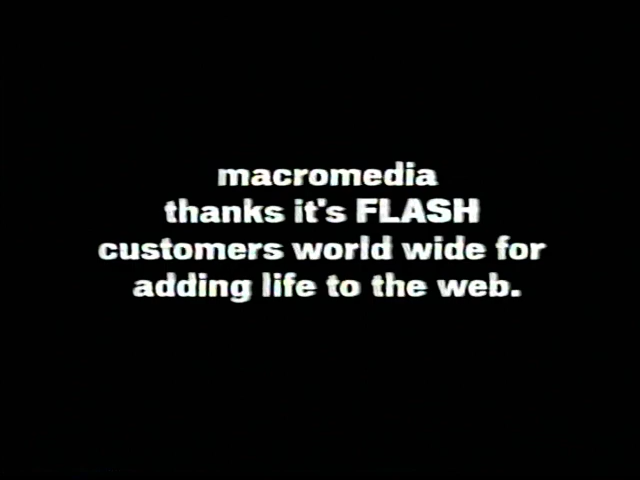 macromedia
thanks it's FLASH
customers world wide for
adding life to the web.